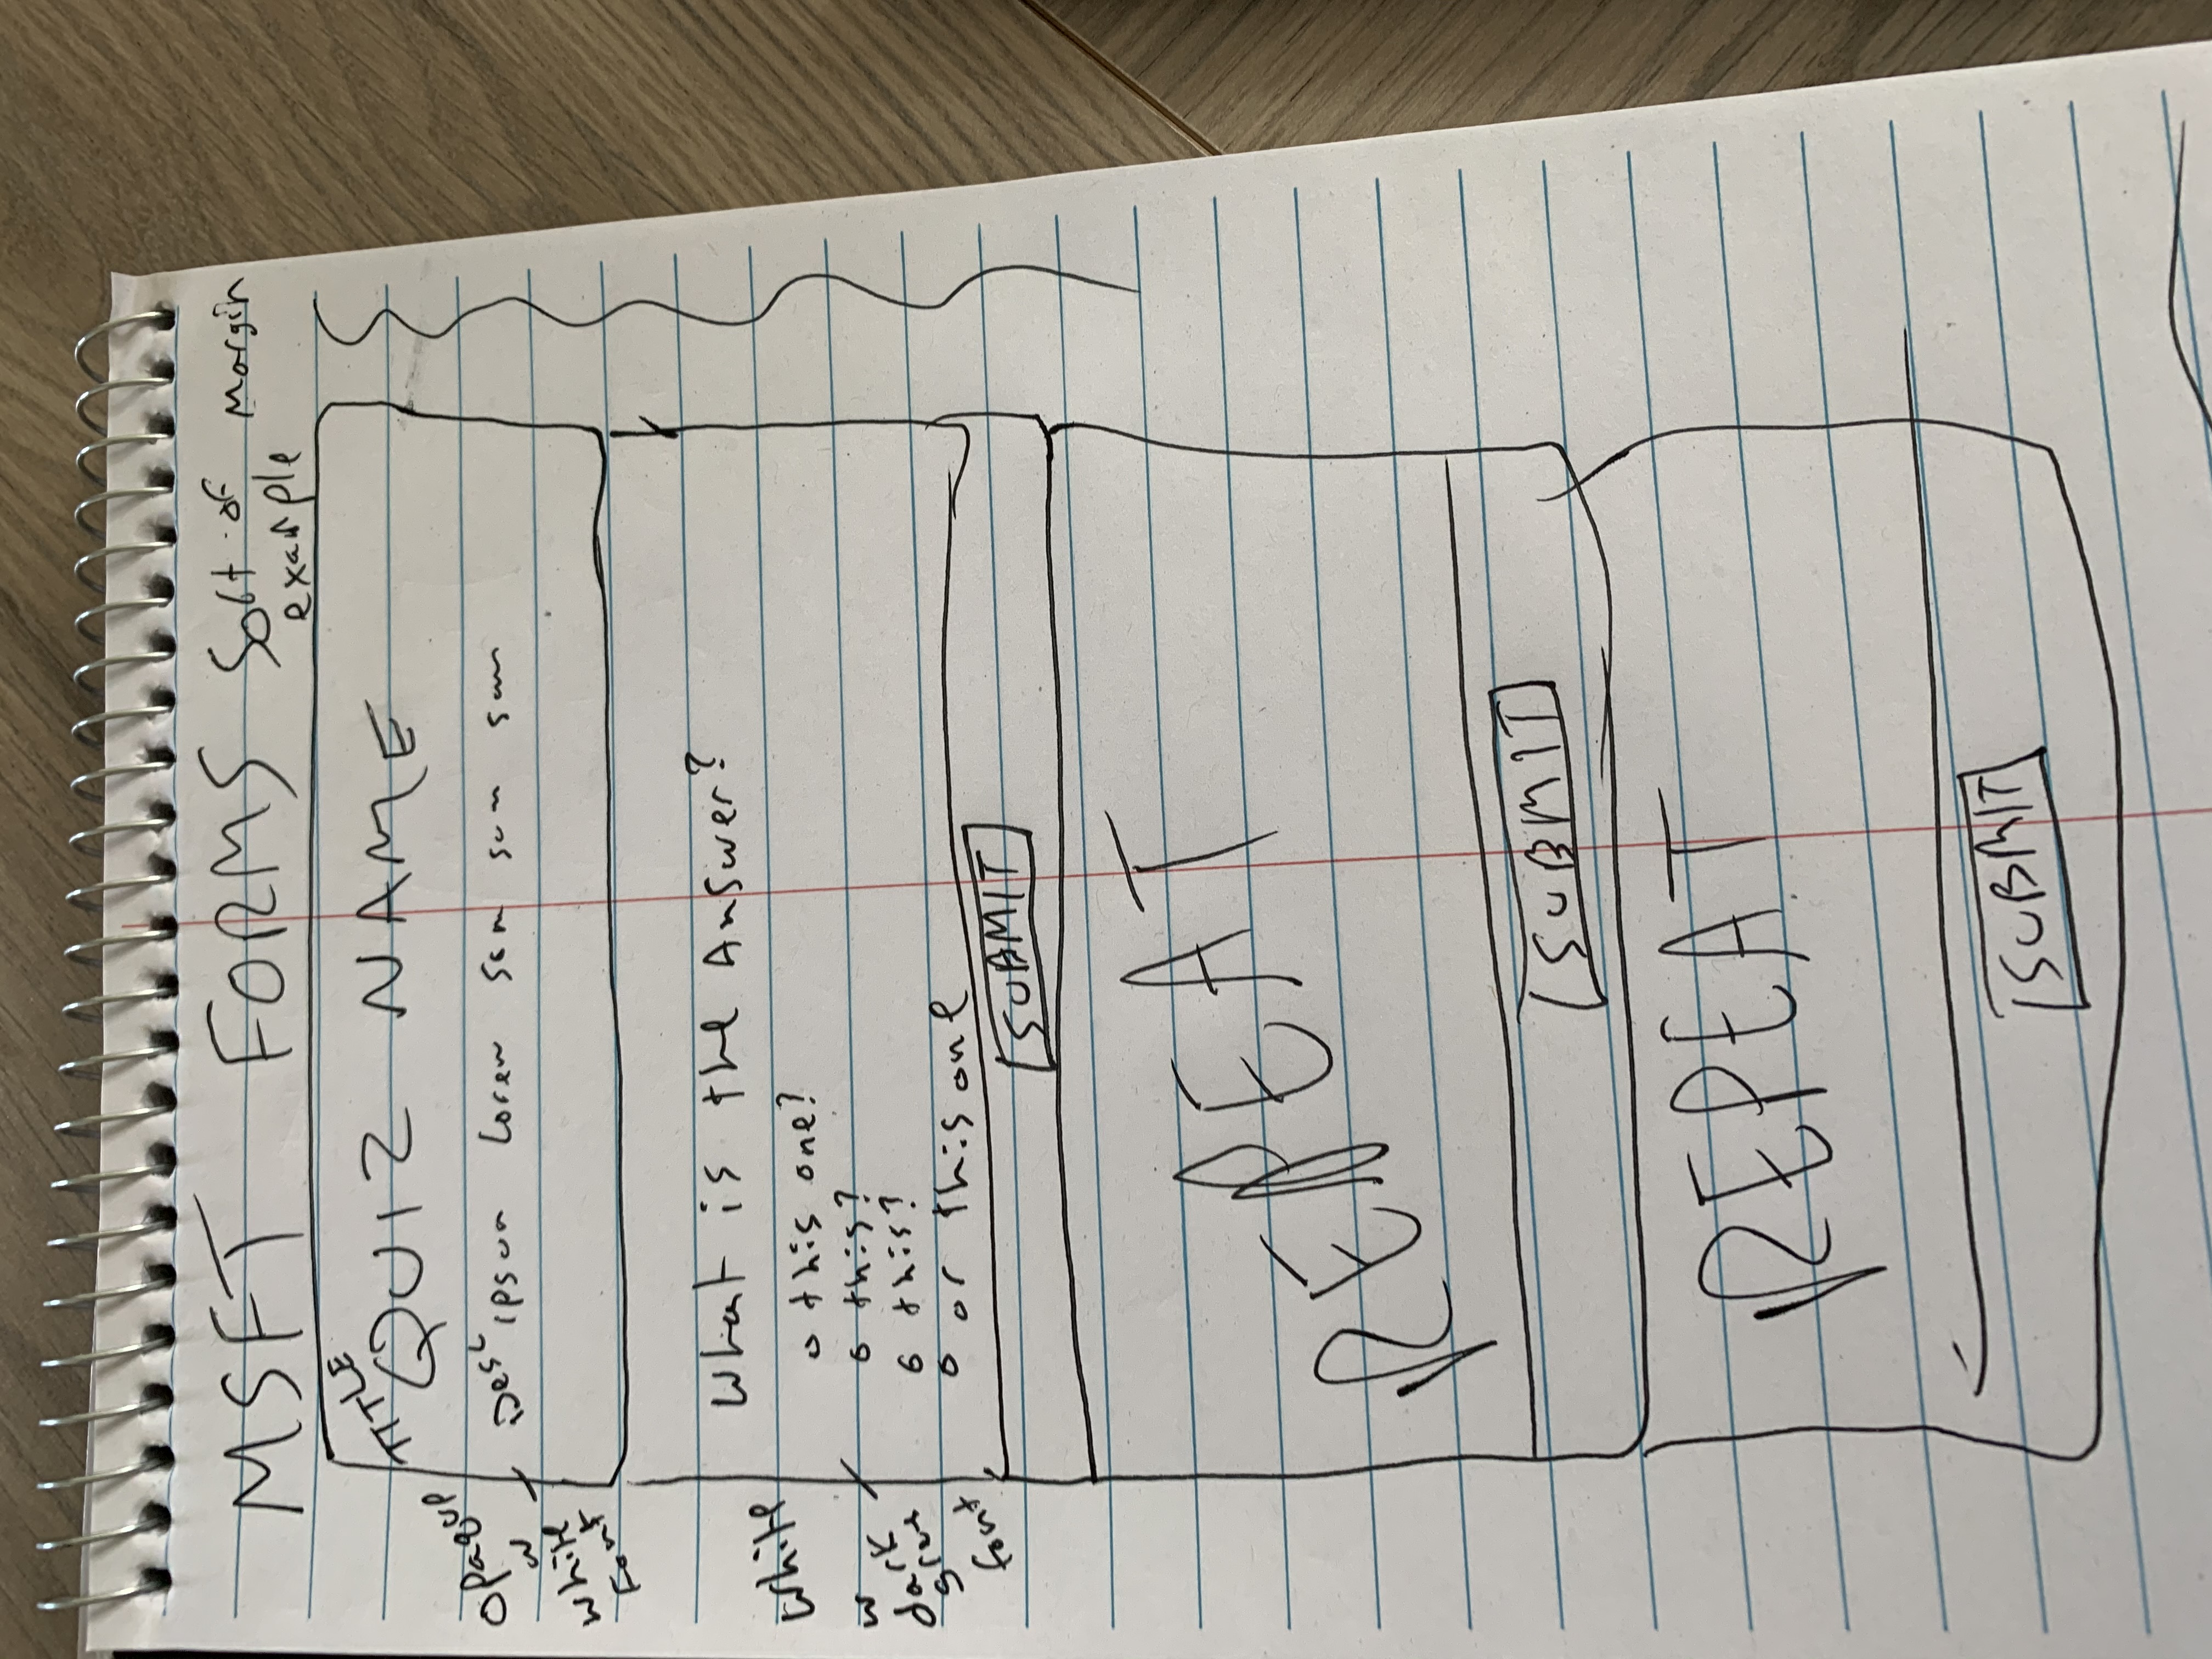 MSFT FORMS Sort of example Margin
TITLE
QUIZ NAME
Desc ipsum Lorem sum sum sum
opaque
w
white
Font
What is the Answer?
o this one?
o this?
o this?
o or this one
White
w
dark
font
SUBMIT
REPEAT
SUBMIT
REPEAT
SUBMIT